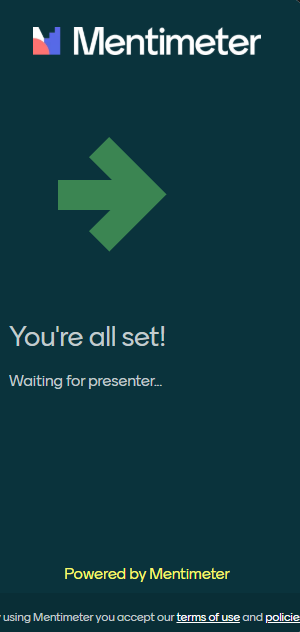 Mentimeter
You're all set!
Waiting for presenter...
Powered by Mentimeter
using Mentimeter you accept our terms of use and policies